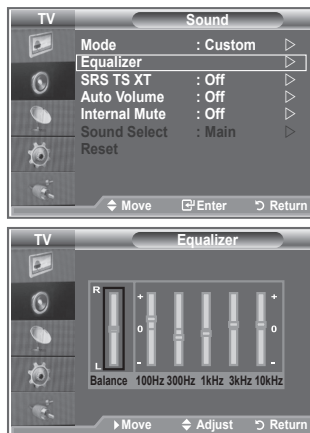 TV Sound
Mode : Custom
Equalizer
SRS TS XT : Off
Auto Volume : Off
Internal Mute : Off
Sound Select : Main
Reset
Move Enter Return
TV Equalizer
R + +
0 0
L - -
Balance 100Hz 300Hz 1kHz 3kHz 10kHz
Move Adjust Return